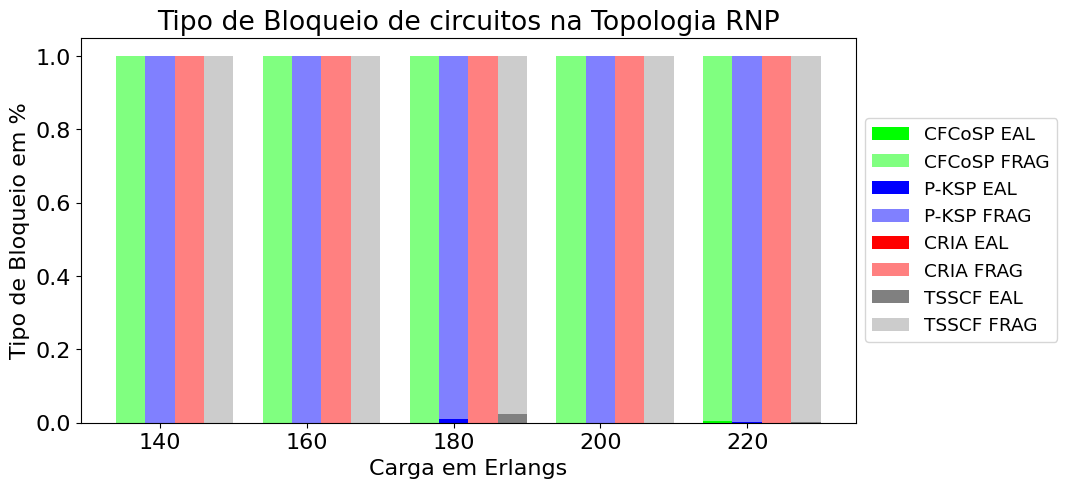 Tipo de Bloqueio de circuitos na Topologia RNP
Tipo de Bloqueio em %
1.0
0.8
0.6
0.4
0.2
0.0
140 160 180 200 220
Carga em Erlangs
CFCoSP EAL
CFCoSP FRAG
P-KSP EAL
P-KSP FRAG
CRIA EAL
CRIA FRAG
TSSCF EAL
TSSCF FRAG